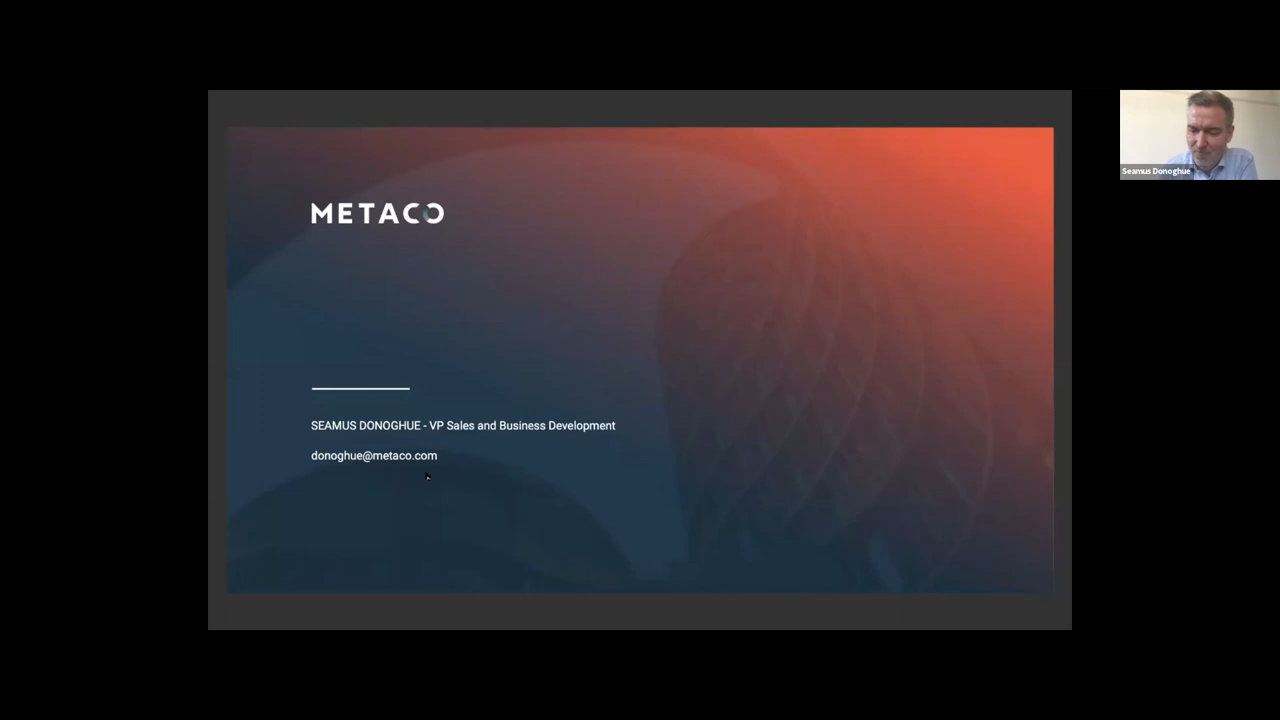 METACO
SEAMUS DONOGHUE - VP Sales and Business Development
donoghue@metaco.com
Seamus Donoghue